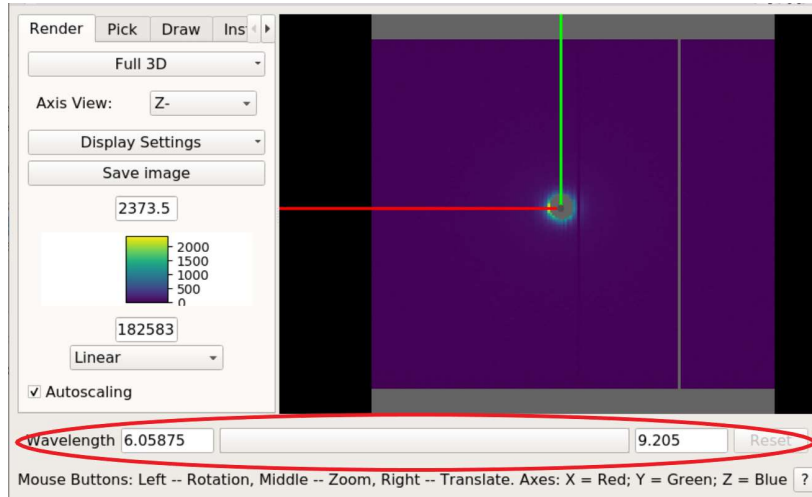 Render Pick Draw Ins
Full 3D
Axis View: Z-
Display Settings
Save image
2373.5
2000
1500
1000
500
0
182583
Linear
Autoscaling
Wavelength 6.05875 9.205 Reset
Mouse Buttons: Left -- Rotation, Middle -- Zoom, Right -- Translate. Axes: X = Red; Y = Green; Z = Blue ?